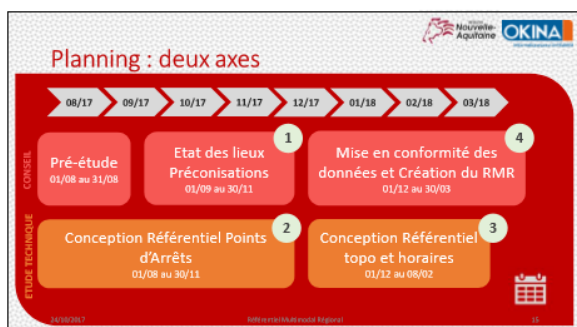 Nouvelle-
Aquitaine
OKINA
Planning : deux axes
08/17
09/17
10/17
11/17
12/17
01/18
02/18
03/18
CONSEIL
Pré-étude
01/08 au 31/08
1
Etat des lieux
Préconisations
01/09 au 30/11
4
Mise en conformité des
données et Création du RMR
01/12 au 30/03
ETUDE TECHNIQUE
2
Conception Référentiel Points
d'Arrêts
01/08 au 30/11
3
Conception Référentiel
topo et horaires
01/12 au 08/02
24/10/2017
Référentiel Multimodal Régional
15